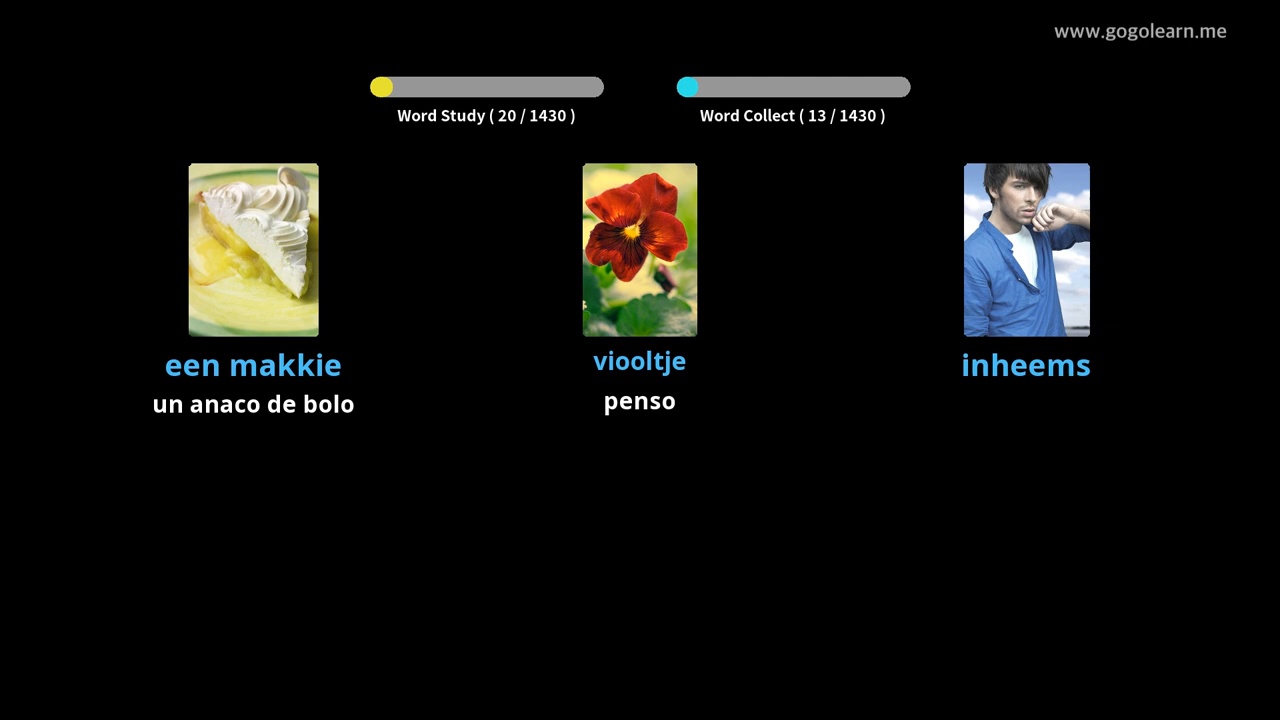 www.gogolearn.me
Word Study ( 20 / 1430 )
Word Collect ( 13 / 1430 )
een makkie
un anaco de bolo
viooltje
penso
inheems